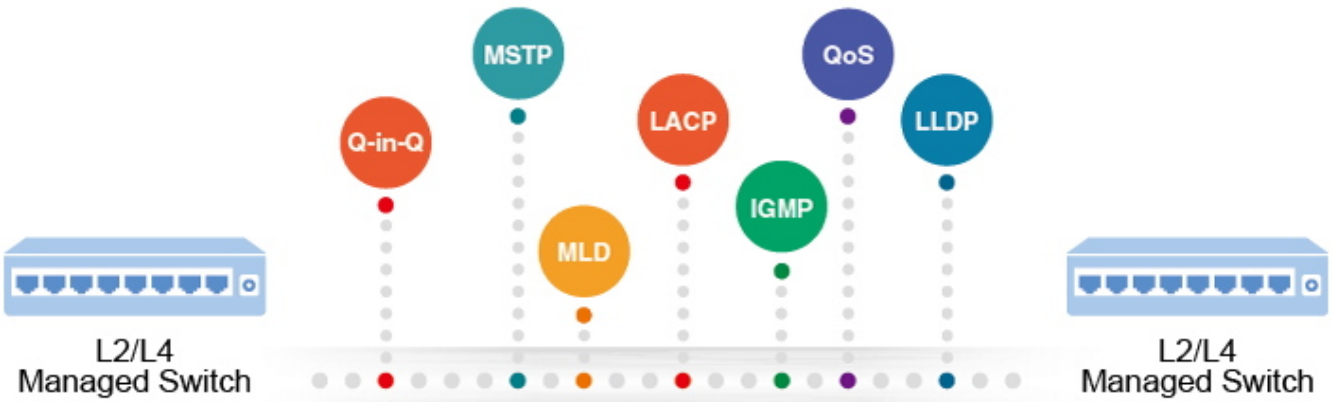 MSTP
QoS
LACP
LLDP
Q-in-Q
IGMP
MLD
L2/L4
Managed Switch
L2/L4
Managed Switch